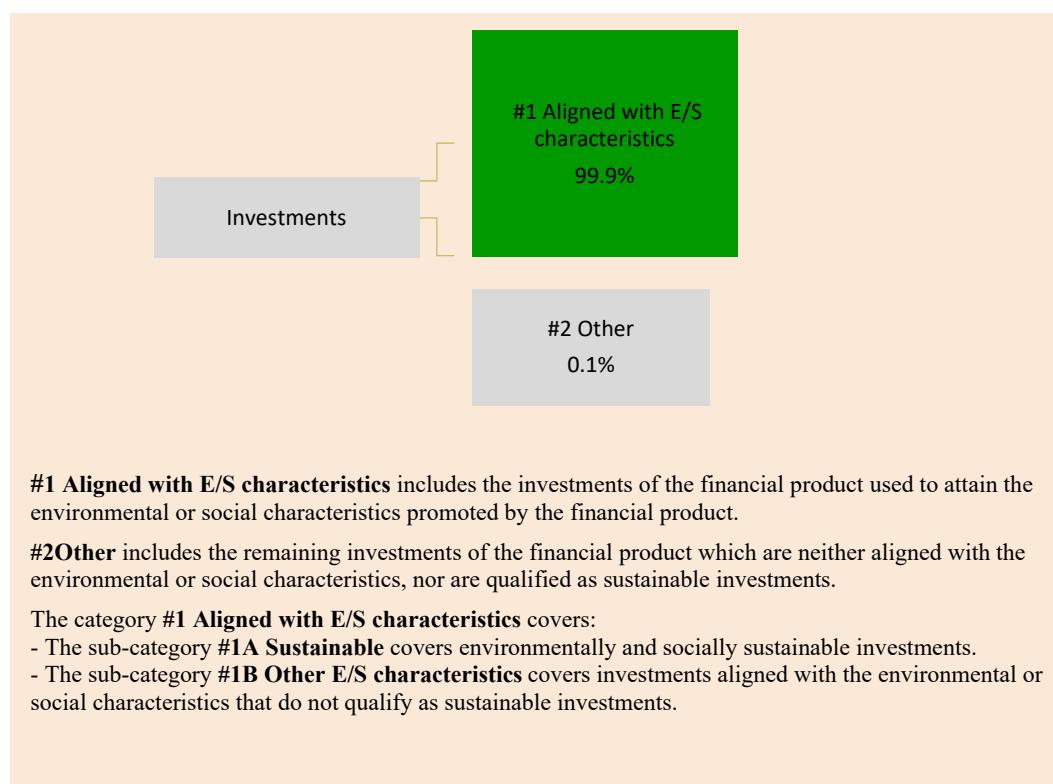 #1 Aligned with E/S
characteristics
99.9%
Investments
#2 Other
0.1%
#1 Aligned with E/S characteristics includes the investments of the financial product used to attain the
environmental or social characteristics promoted by the financial product.
#2Other includes the remaining investments of the financial product which are neither aligned with the
environmental or social characteristics, nor are qualified as sustainable investments.
The category #1 Aligned with E/S characteristics covers:
- The sub-category #1A Sustainable covers environmentally and socially sustainable investments.
- The sub-category #1B Other E/S characteristics covers investments aligned with the environmental or
social characteristics that do not qualify as sustainable investments.